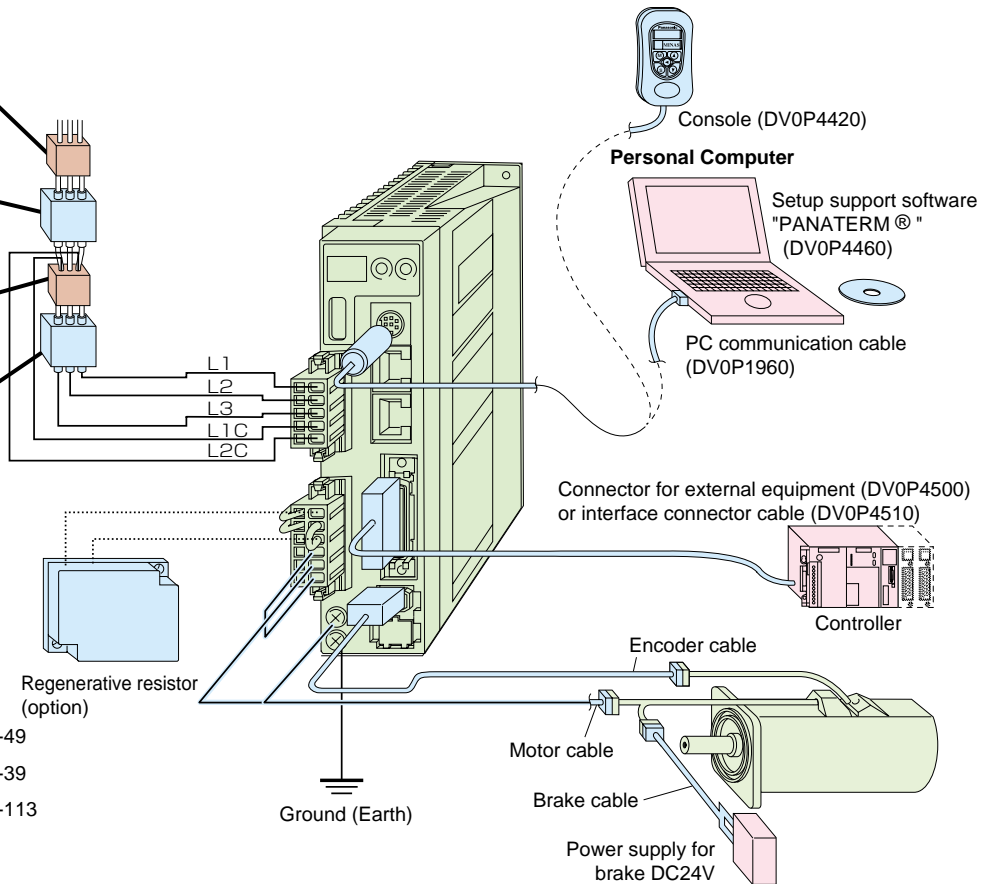 Panasonic
MINAS
Console (DV0P4420)
Personal Computer
Setup support software
"PANATERM ® "
(DV0P4460)
PC communication cable
(DV0P1960)
L1
L2
L3
L1C
L2C
Connector for external equipment (DV0P4500)
or interface connector cable (DV0P4510)
Controller
Encoder cable
Regenerative resistor
(option)
-49
-39
-113
Motor cable
Ground (Earth)
Brake cable
Power supply for
brake DC24V